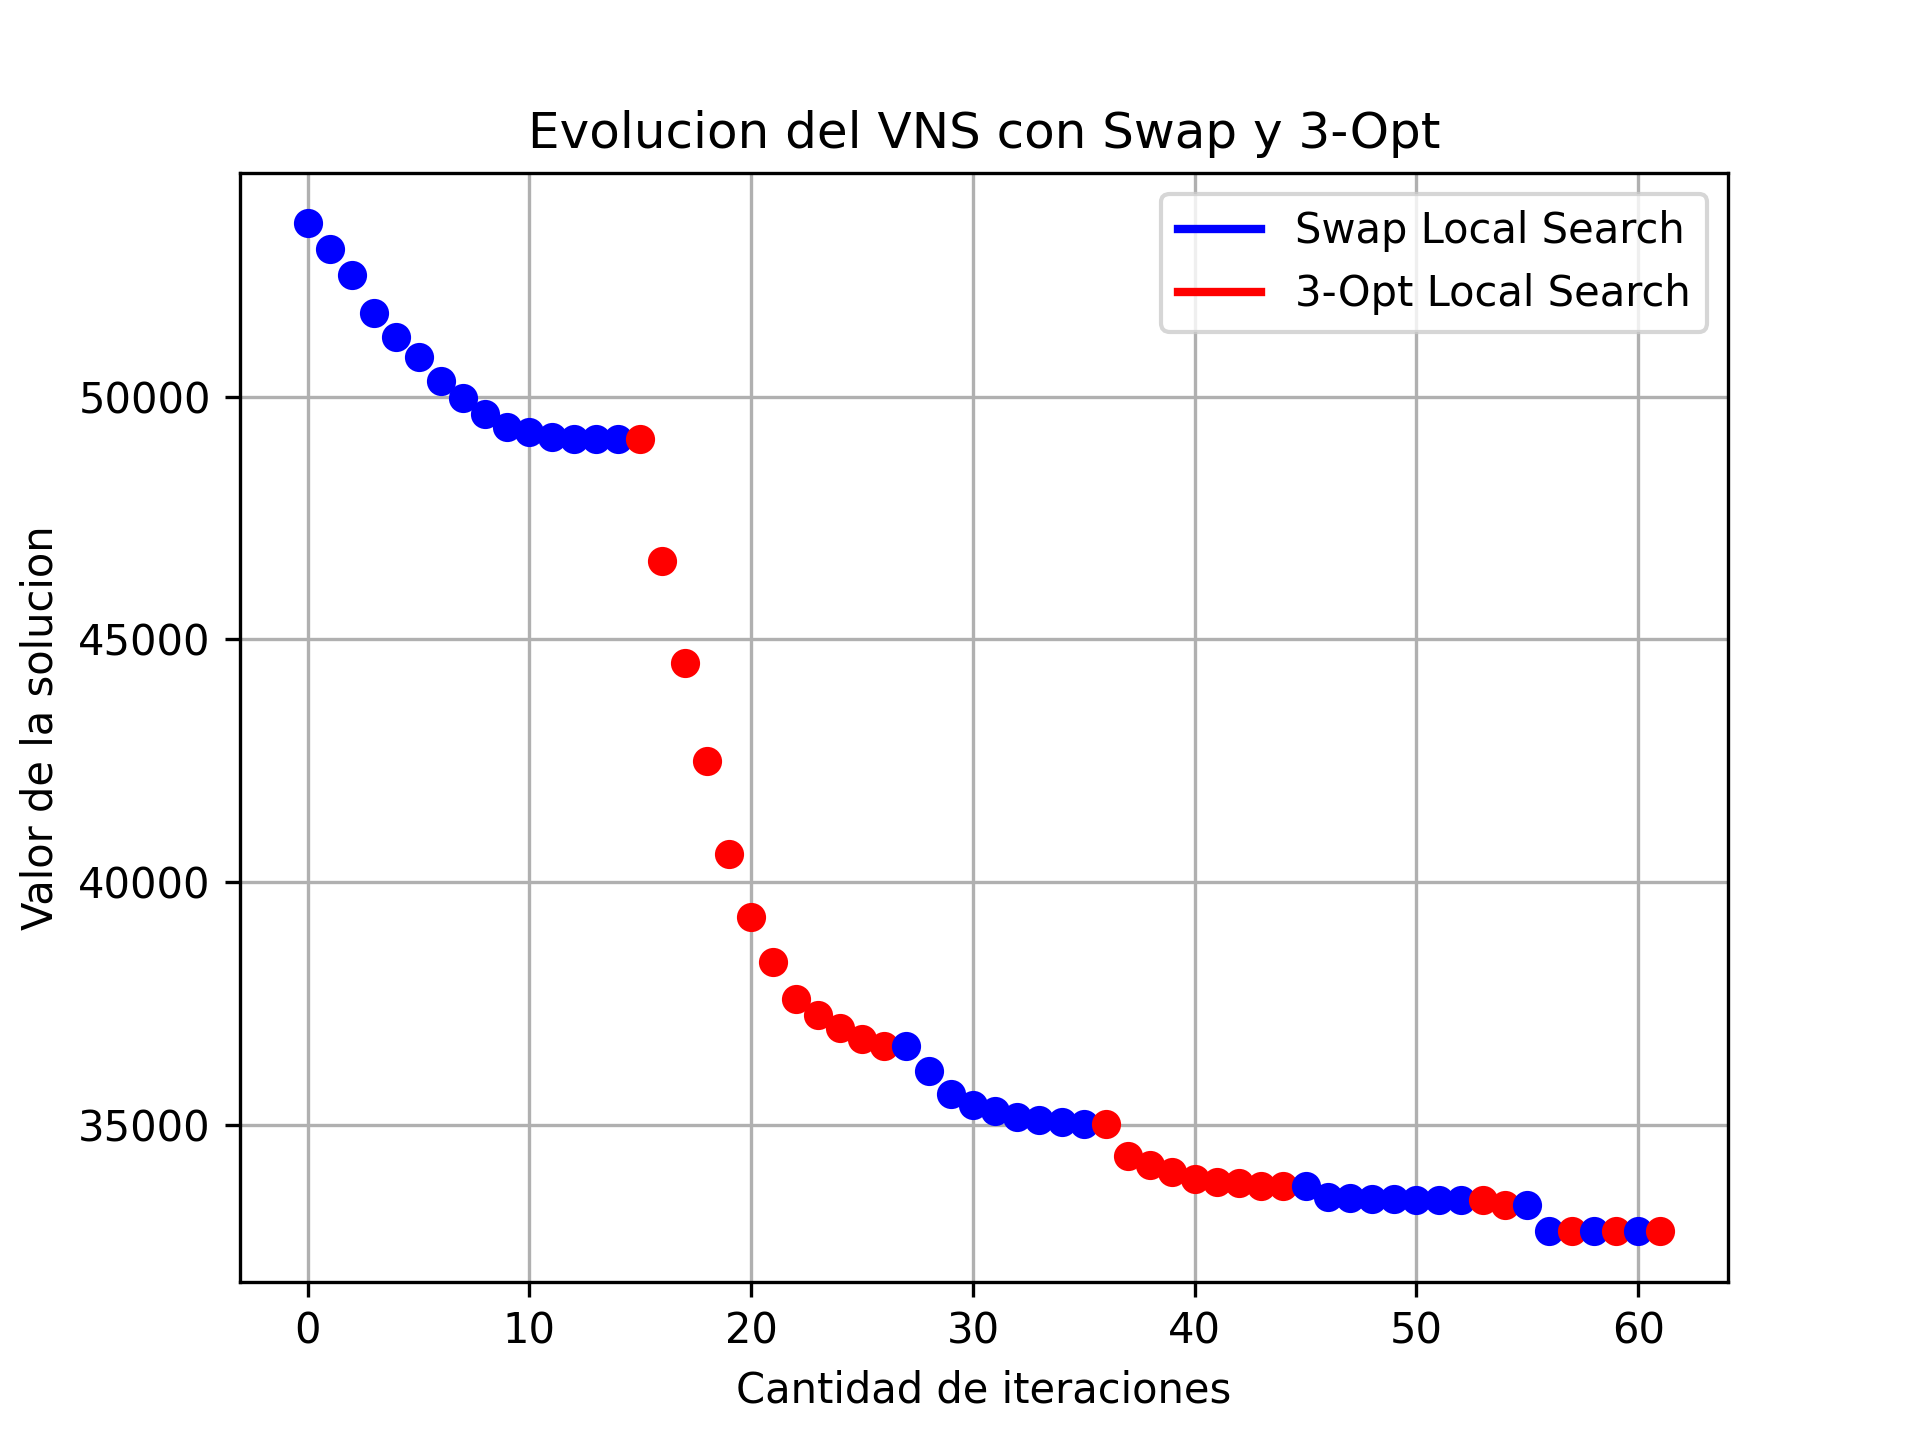 Evolucion del VNS con Swap y 3-Opt
Swap Local Search
3-Opt Local Search
Valor de la solucion
50000
45000
40000
35000
0 10 20 30 40 50 60
Cantidad de iteraciones